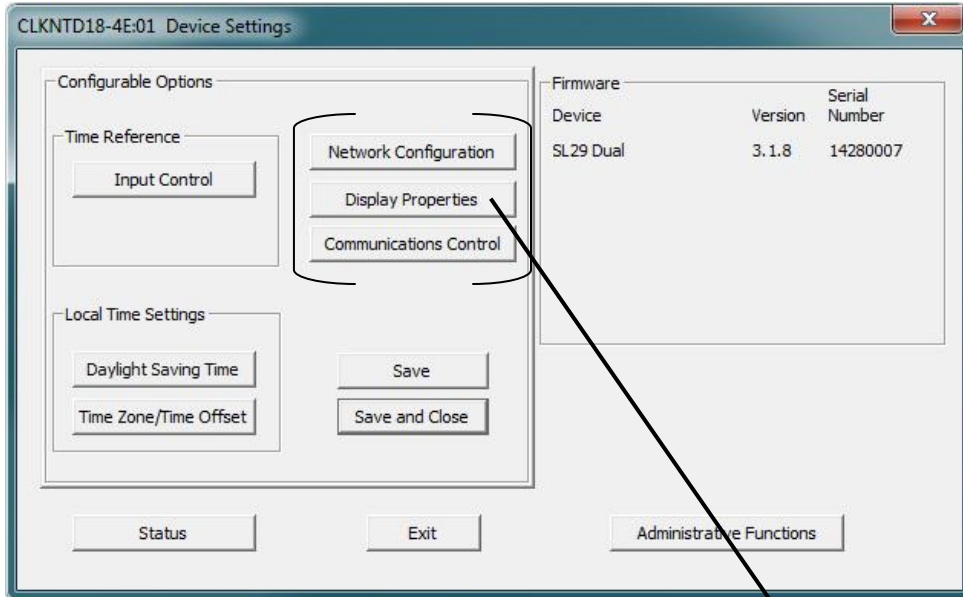 CLKNTD18-4E:01 Device Settings
x
Configurable Options
Time Reference
Input Control
Network Configuration
Display Properties
Communications Control
Local Time Settings
Daylight Saving Time
Time Zone/Time Offset
Save
Save and Close
Firmware
Device Version Serial Number
SL29 Dual 3.1.8 14280007
Status
Exit
Administrative Functions